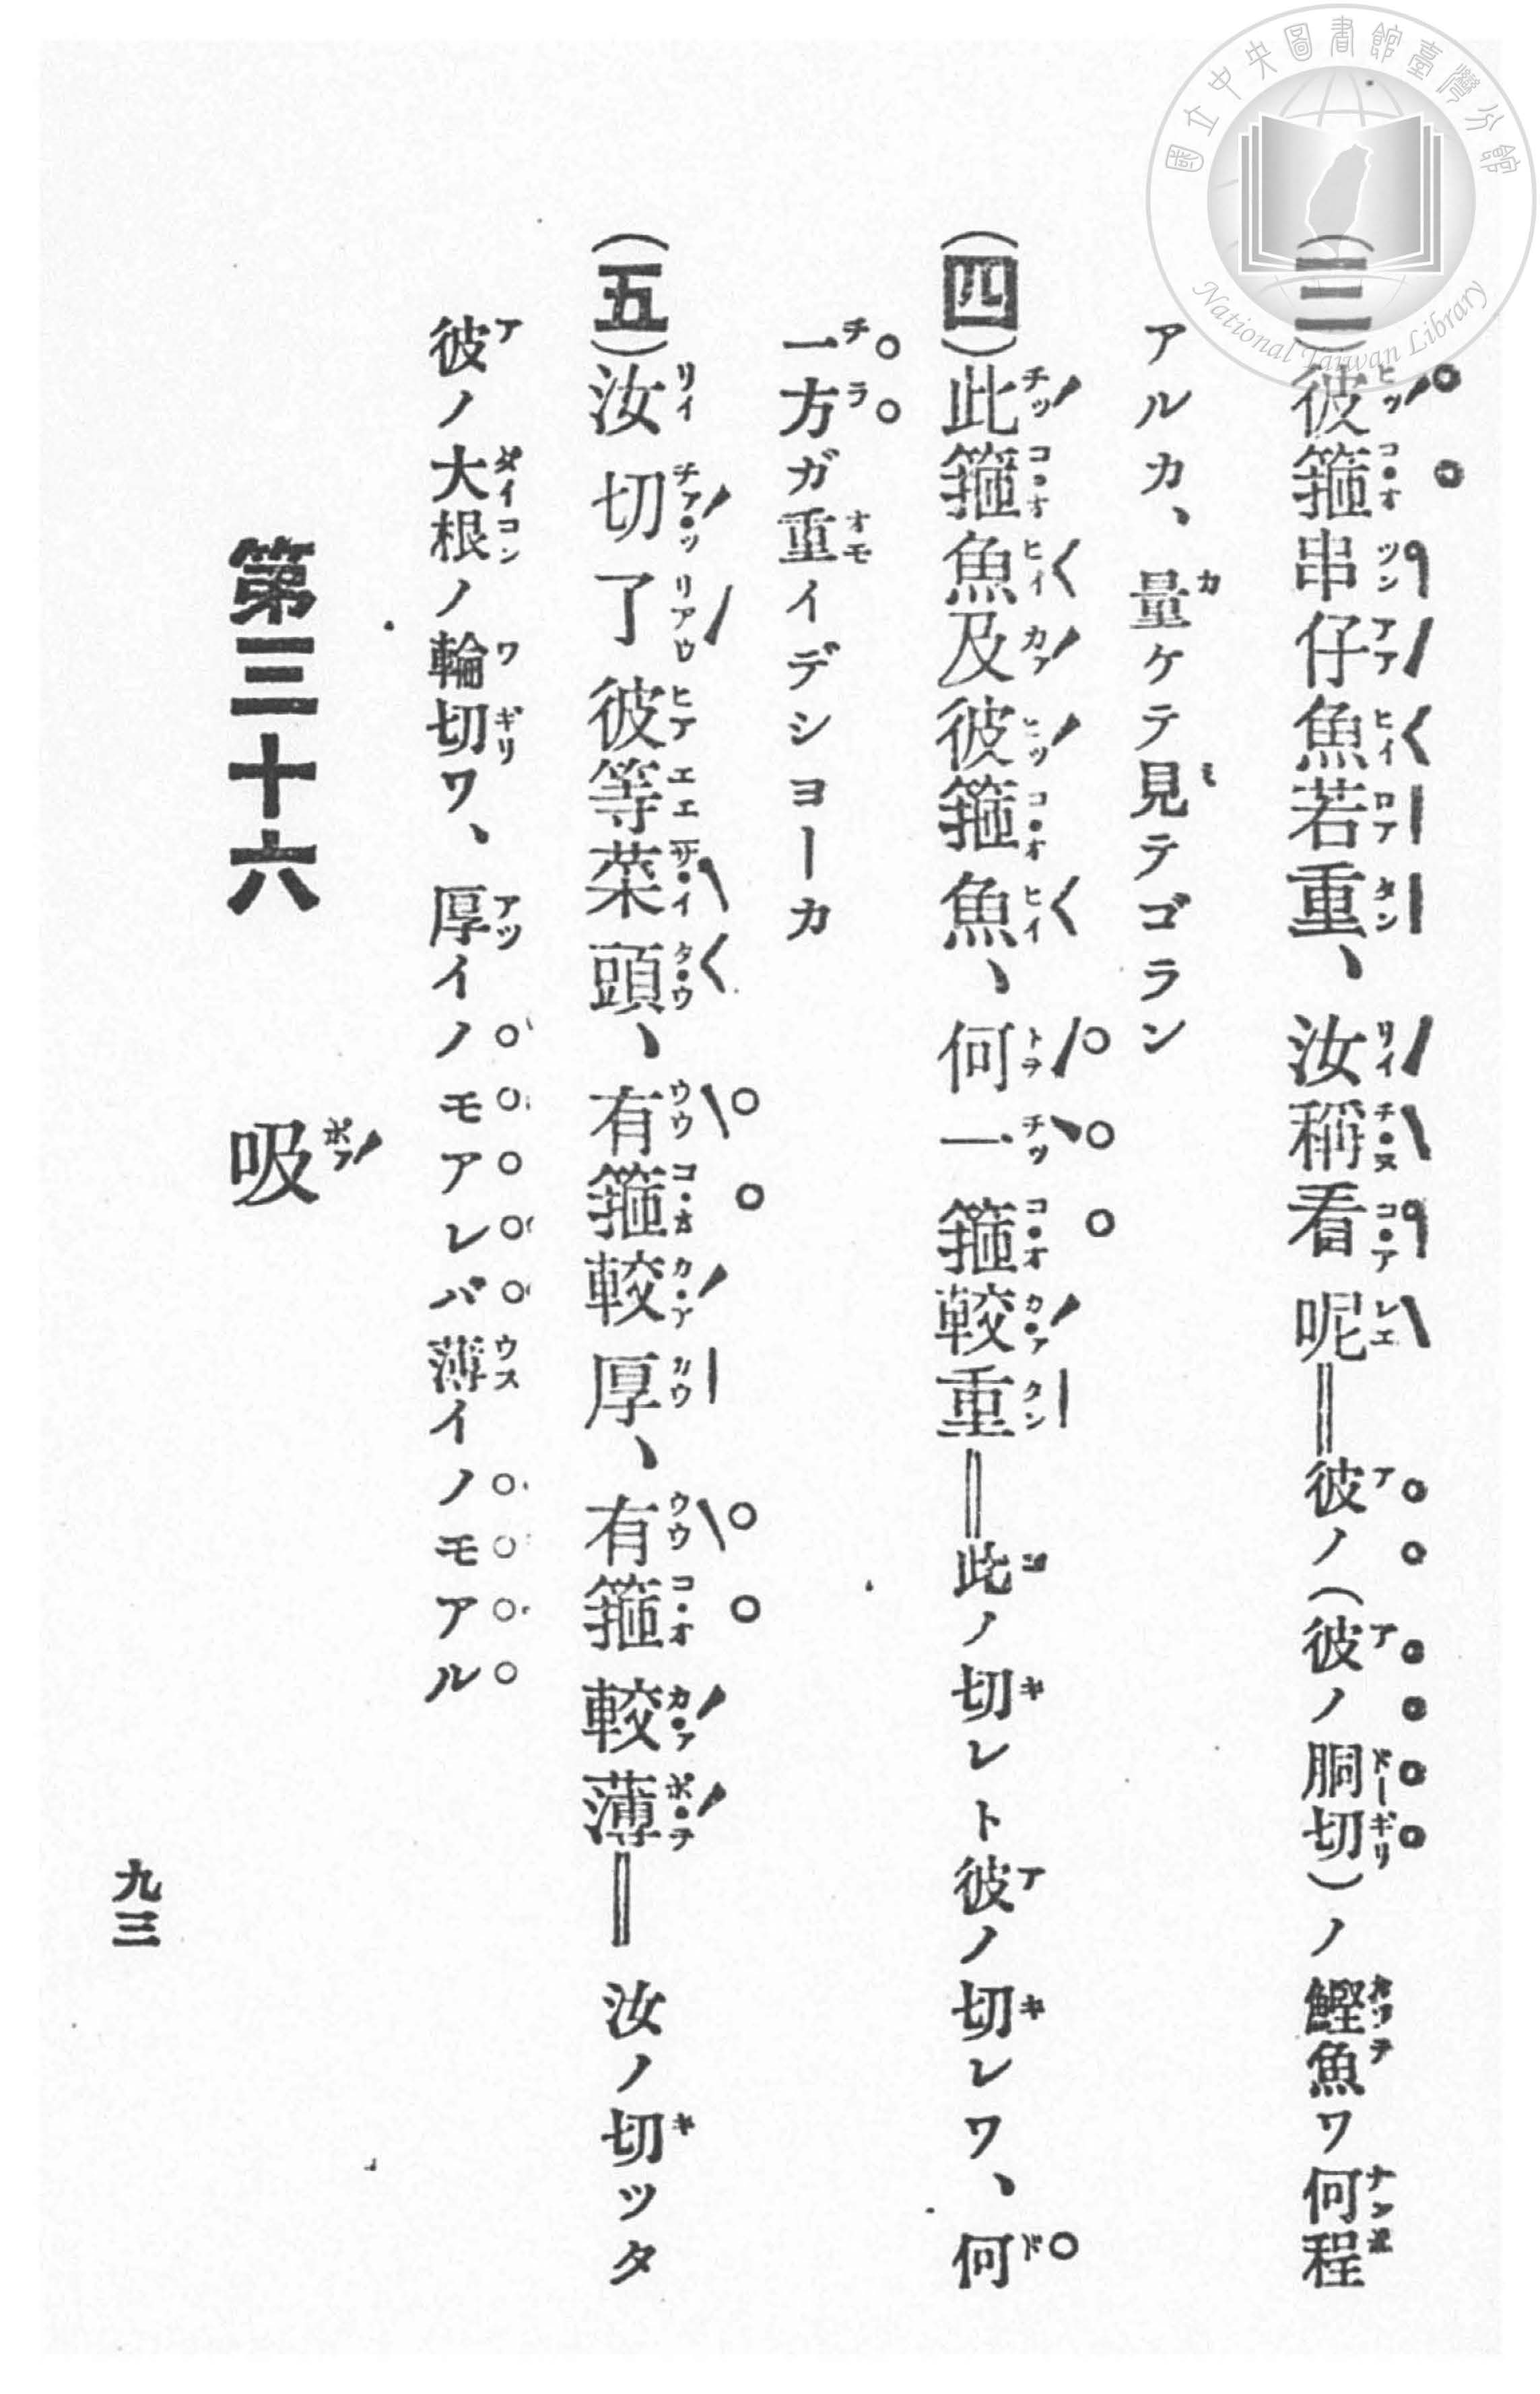 國立中央圖書館臺灣分館
National Taiwan Library
(三)彼箍串仔魚若重、汝稱看呢═彼ノ(彼ノ胴切)ノ鰹魚ワ何程
アルカ、量ケテ見テゴラン
(四)此箍魚及彼箍魚、何一箍較重═此ノ切レト彼ノ切レワ、何
一方ガ重イデショーカ
(五)汝切了彼等菜頭、有箍較厚、有箍較薄═汝ノ切ッタ
彼ノ大根ノ輪切ワ、厚イノモアレバ薄イノモアル
第三十六 吸
九三